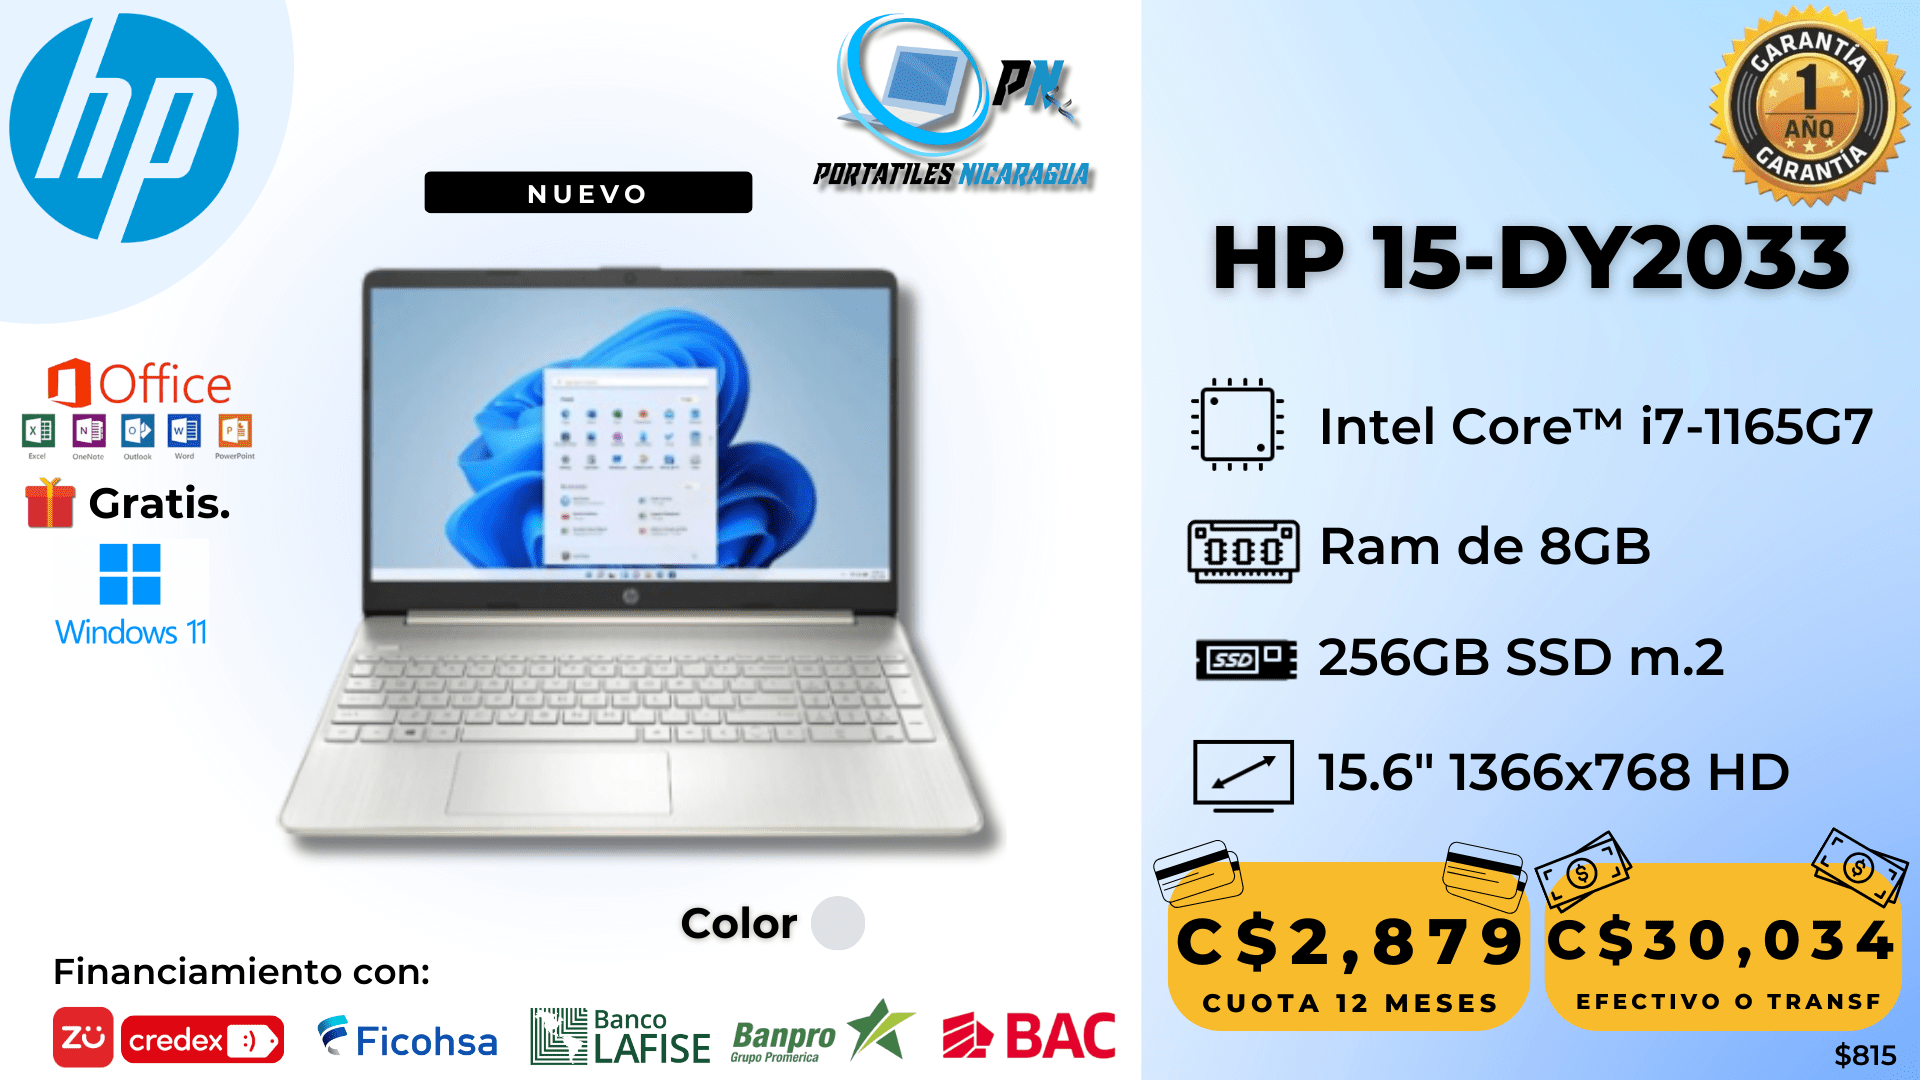 hp
PN
PORTATILES NICARAGUA
NUEVO
GARANTÍA
1
AÑO
GARANTÍA
HP 15-DY2033
Office
Excel
OneNote
Outlook
Word
PowerPoint
Gratis.
Windows 11
Intel Core™ i7-1165G7
Ram de 8GB
SSD
256GB SSD m.2
15.6" 1366x768 HD
Color
Financiamiento con:
zū
credex
Ficohsa
Banco
LAFISE
Banpro
Grupo Promerica
BAC
C$2,879
CUOTA 12 MESES
C$30,034
EFECTIVO O TRANSF
$815